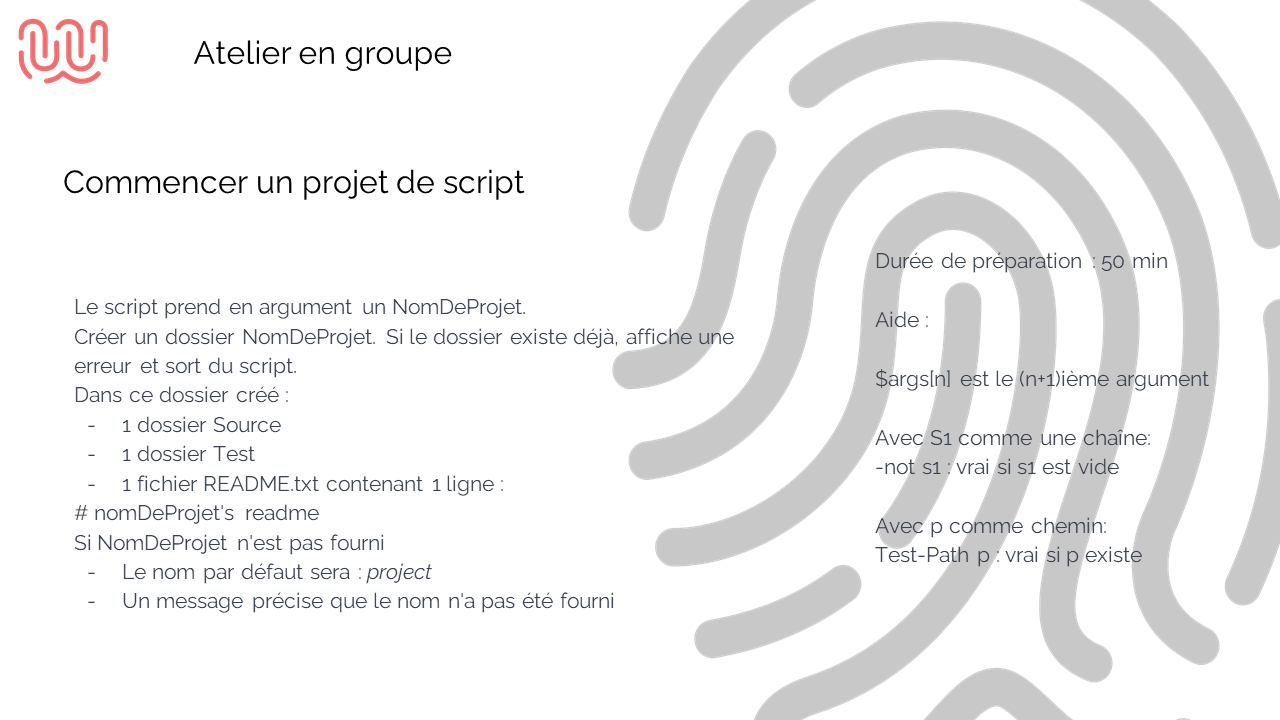 Atelier en groupe
Commencer un projet de script
Le script prend en argument un NomDeProjet.
Créer un dossier NomDeProjet. Si le dossier existe déjà, affiche une
erreur et sort du script.
Dans ce dossier créé :
- 1 dossier Source
- 1 dossier Test
- 1 fichier README.txt contenant 1 ligne :
# nomDeProjet's readme
Si NomDeProjet n'est pas fourni
- Le nom par défaut sera : project
- Un message précise que le nom n'a pas été fourni
Durée de préparation : 50 min
Aide :
$args[n] est le (n+1)ième argument
Avec S1 comme une chaîne:
-not s1 : vrai si s1 est vide
Avec p comme chemin:
Test-Path p : vrai si p existe